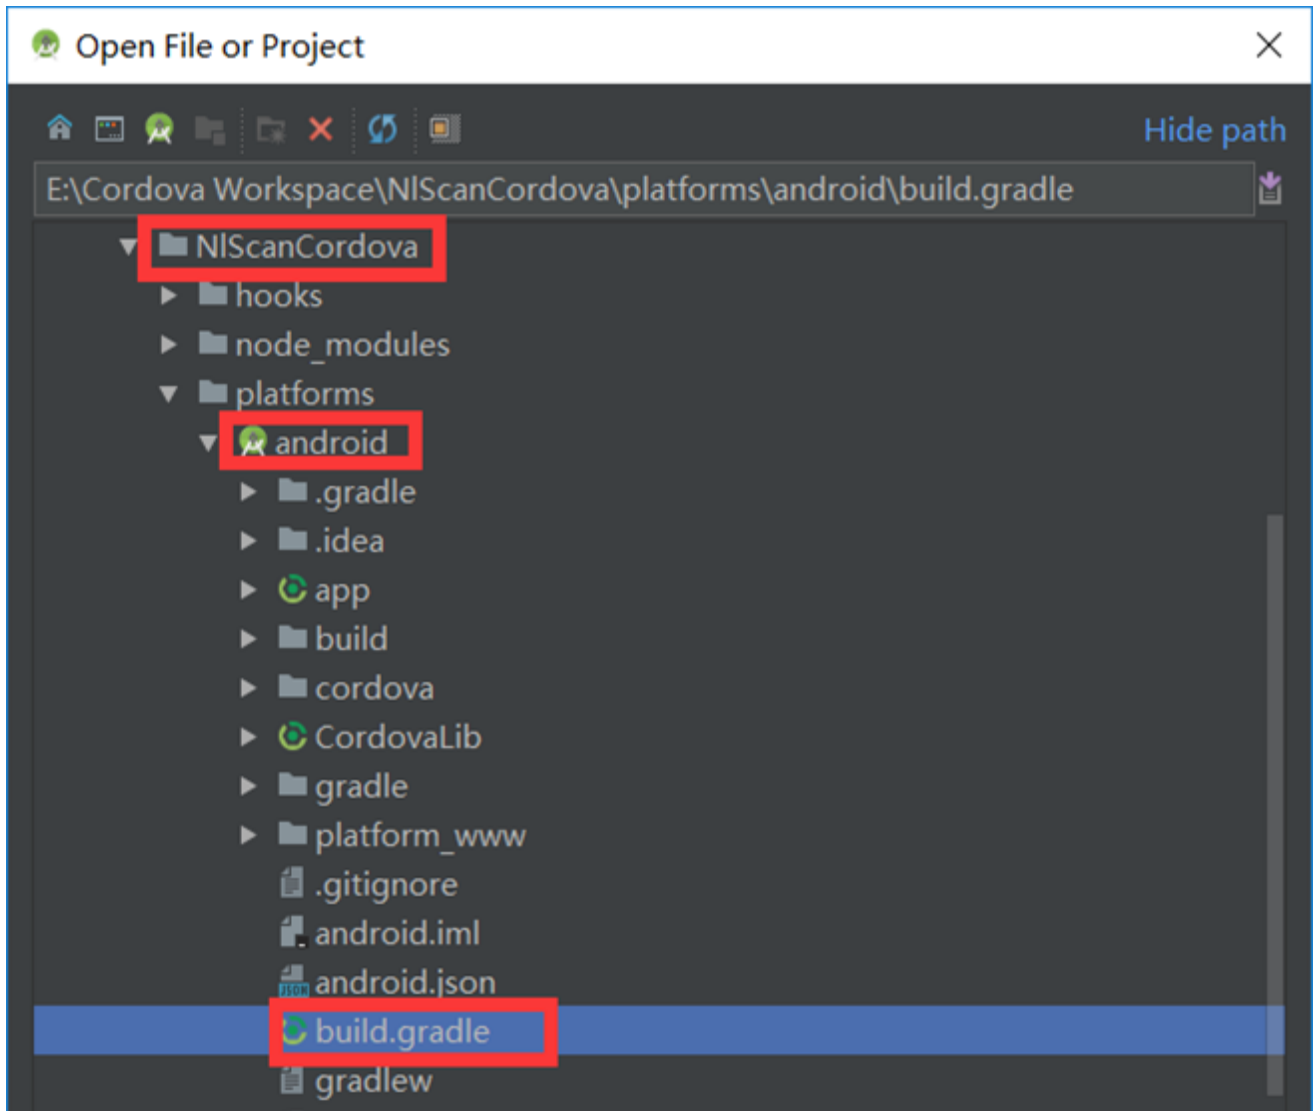 Open File or Project
Hide path
E:\Cordova Workspace\NlScanCordova\platforms\android\build.gradle
NlScanCordova
hooks
node_modules
platforms
android
.gradle
.idea
app
build
cordova
CordovaLib
gradle
platform_www
.gitignore
android.iml
android.json
build.gradle
gradlew